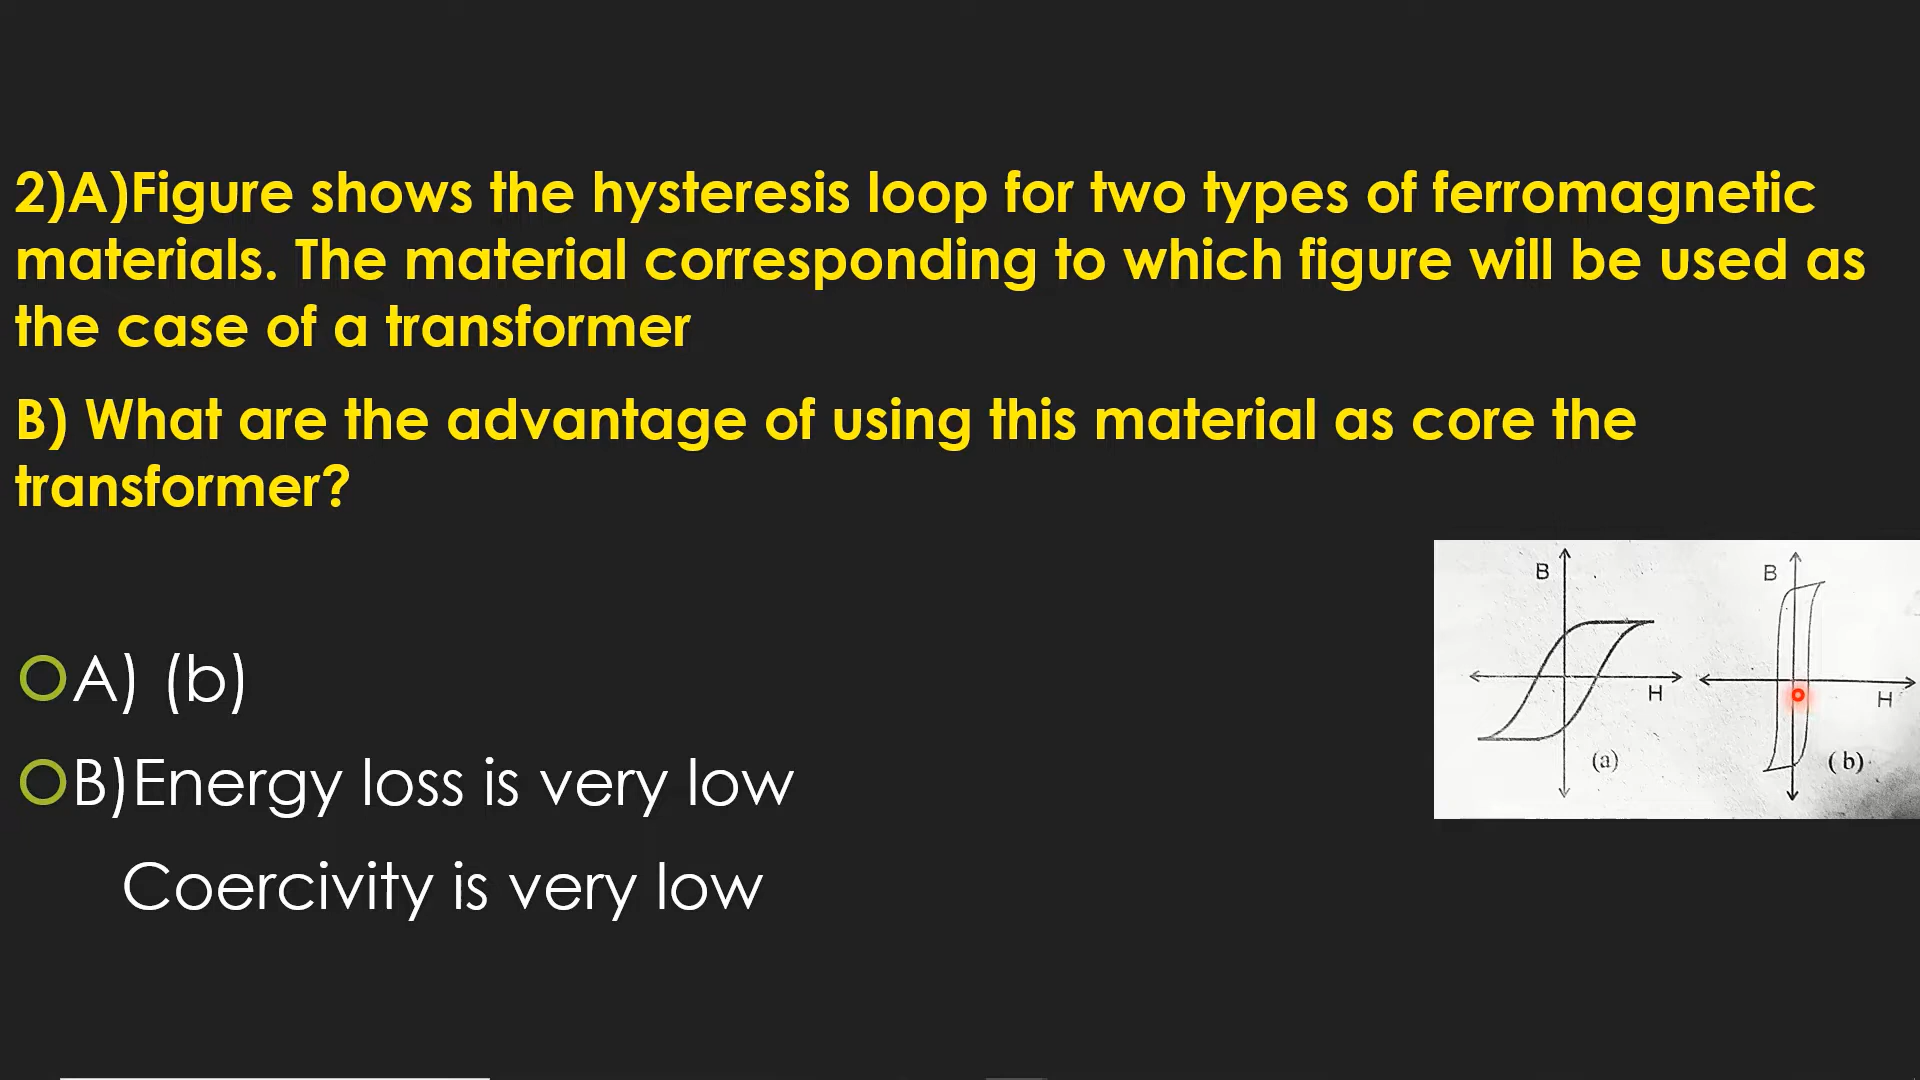 2)A)Figure shows the hysteresis loop for two types of ferromagnetic
materials. The material corresponding to which figure will be used as
the case of a transformer
B) What are the advantage of using this material as core the
transformer?
A) (b)
B)Energy loss is very low
Coercivity is very low
B
H
(a)
B
H
(b)